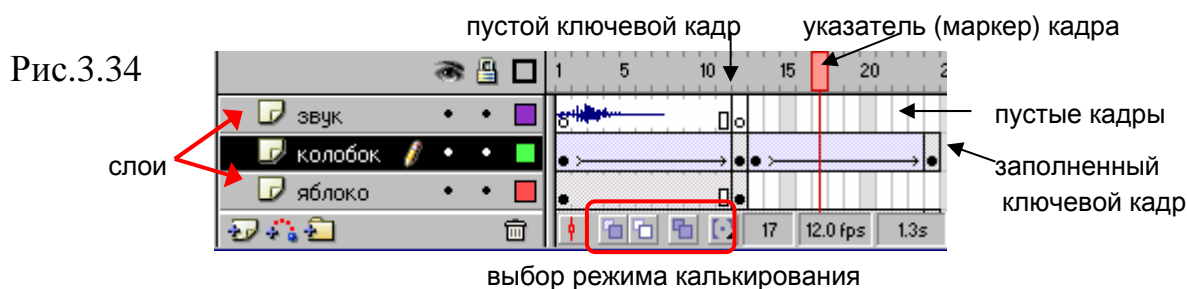 пустой ключевой кадр
указатель (маркер) кадра
Рис.3.34
1 5 10 15 20 2
звук
пустые кадры
слои
колобок
заполненный
ключевой кадр
яблоко
17 12.0 fps 1.3s
выбор режима калькирования